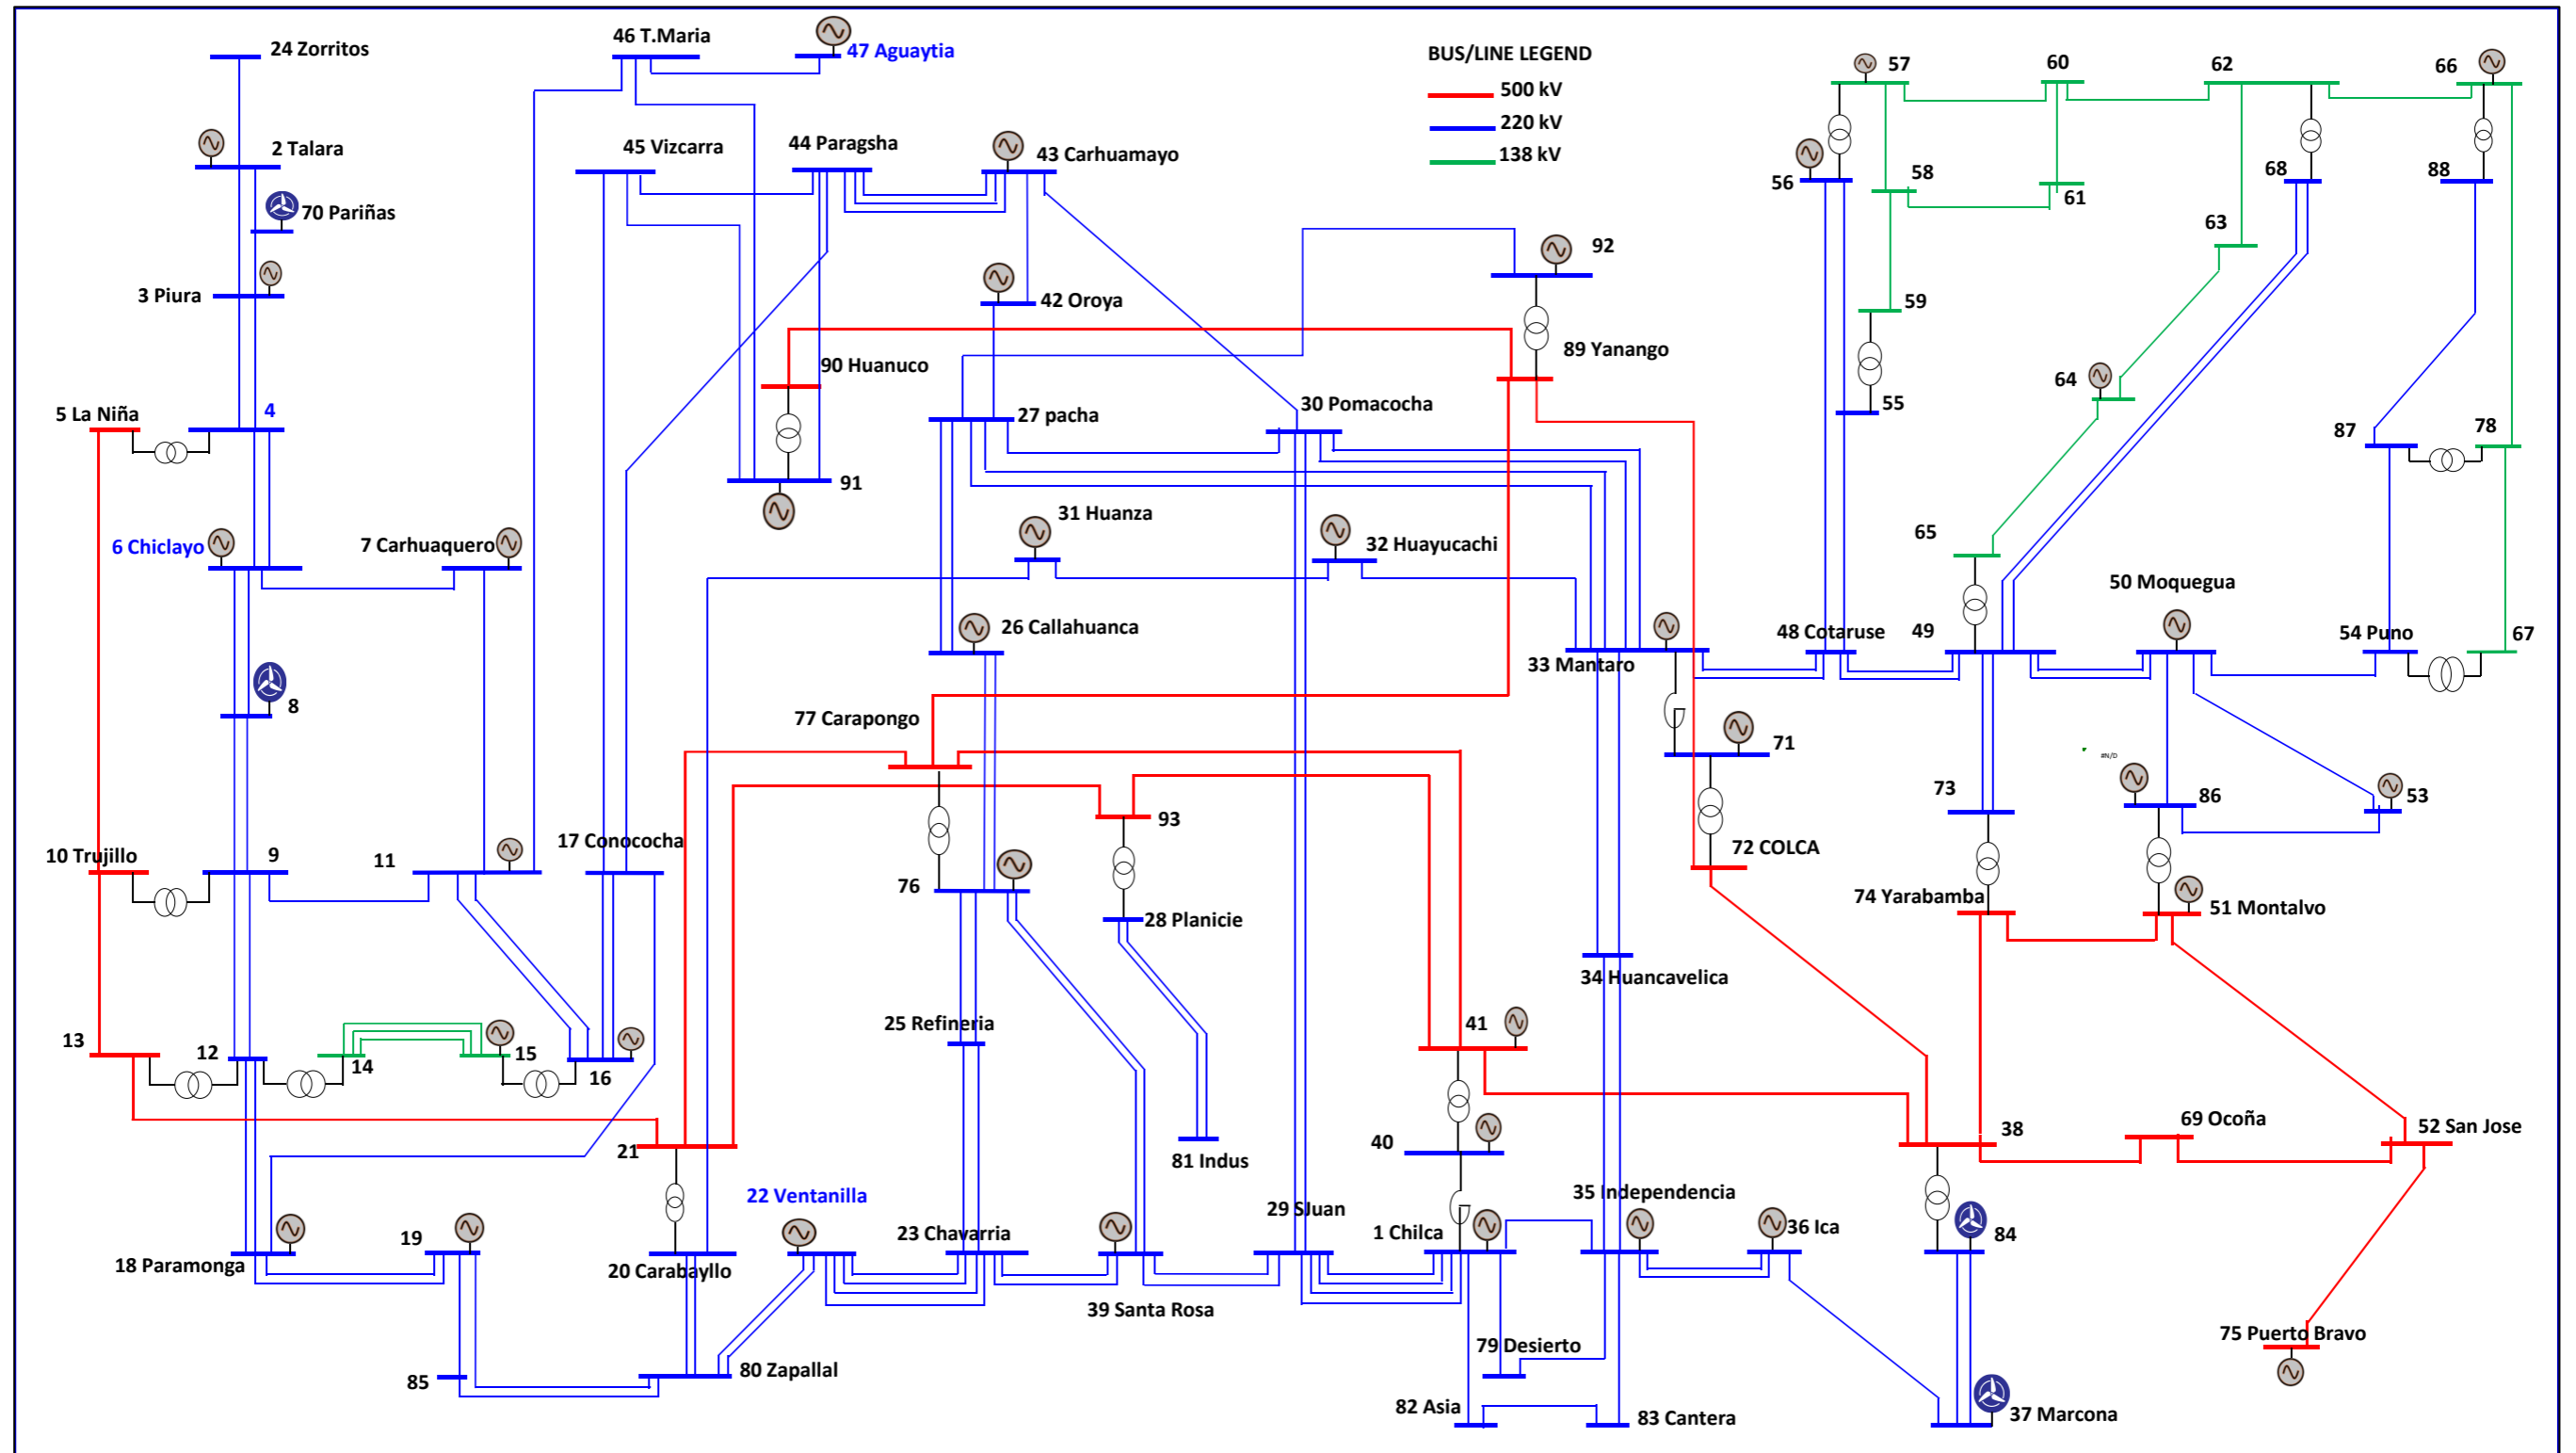 24 Zorritos
46 T.Maria
47 Aguaytia
BUS/LINE LEGEND
500 kV
220 kV
138 kV
57
60
62
66
2 Talara
45 Vizcarra
44 Paragsha
43 Carhuamayo
56
58
61
68
88
70 Pariñas
63
92
3 Piura
42 Oroya
59
89 Yanango
90 Huanuco
64
5 La Niña
4
27 pacha
30 Pomacocha
55
87
78
91
31 Huanza
32 Huayucachi
65
6 Chiclayo
7 Carhuaquero
50 Moquegua
26 Callahuanca
48 Cotaruse
49
54 Puno
67
33 Mantaro
8
77 Carapongo
71
#N/D
73
86
53
93
10 Trujillo
9
11
17 Conococha
72 COLCA
76
74 Yarabamba
51 Montalvo
28 Planicie
34 Huancavelica
25 Refineria
41
13
12
14
15
16
69 Ocoña
38
52 San Jose
21
40
81 Indus
22 Ventanilla
35 Independencia
29 SJuan
1 Chilca
36 Ica
84
19
23 Chavarria
18 Paramonga
20 Carabayllo
39 Santa Rosa
79 Desierto
75 Puerto Bravo
85
80 Zapallal
82 Asia
83 Cantera
37 Marcona